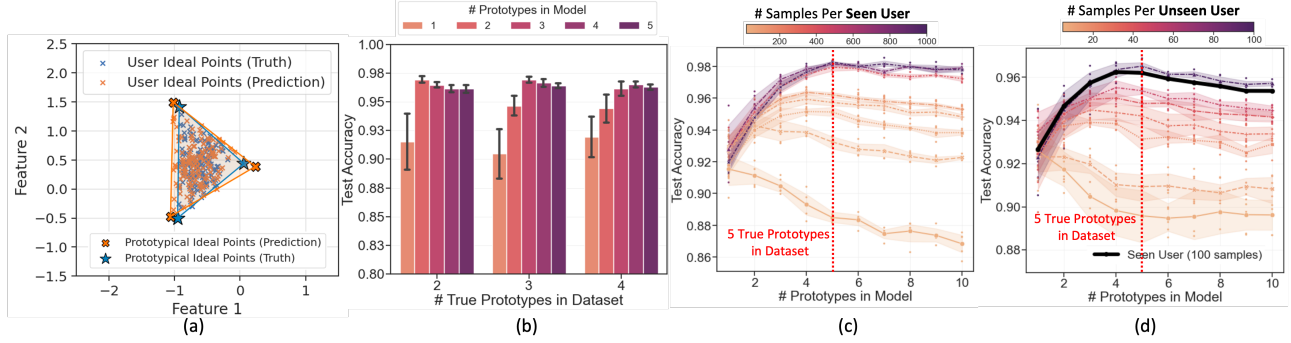 2.5
2.0
1.5
1.0
0.5
0.0
−0.5
−1.0
−1.5
Feature 2
User Ideal Points (Truth)
User Ideal Points (Prediction)
Prototypical Ideal Points (Prediction)
Prototypical Ideal Points (Truth)
−2 −1 0 1
Feature 1
(a)
# Prototypes in Model
1 2 3 4 5
1.00
0.98
0.95
0.93
0.90
0.88
0.85
0.83
0.80
Test Accuracy
2 3 4
# True Prototypes in Dataset
(b)
# Samples Per Seen User
200 400 600 800 1000
0.98
0.96
0.94
0.92
0.90
0.88
0.86
Test Accuracy
5 True Prototypes
in Dataset
2 4 6 8 10
# Prototypes in Model
(c)
# Samples Per Unseen User
20 40 60 80 100
0.96
0.94
0.92
0.90
0.88
Test Accuracy
5 True Prototypes
in Dataset
Seen User (100 samples)
2 4 6 8 10
# Prototypes in Model
(d)